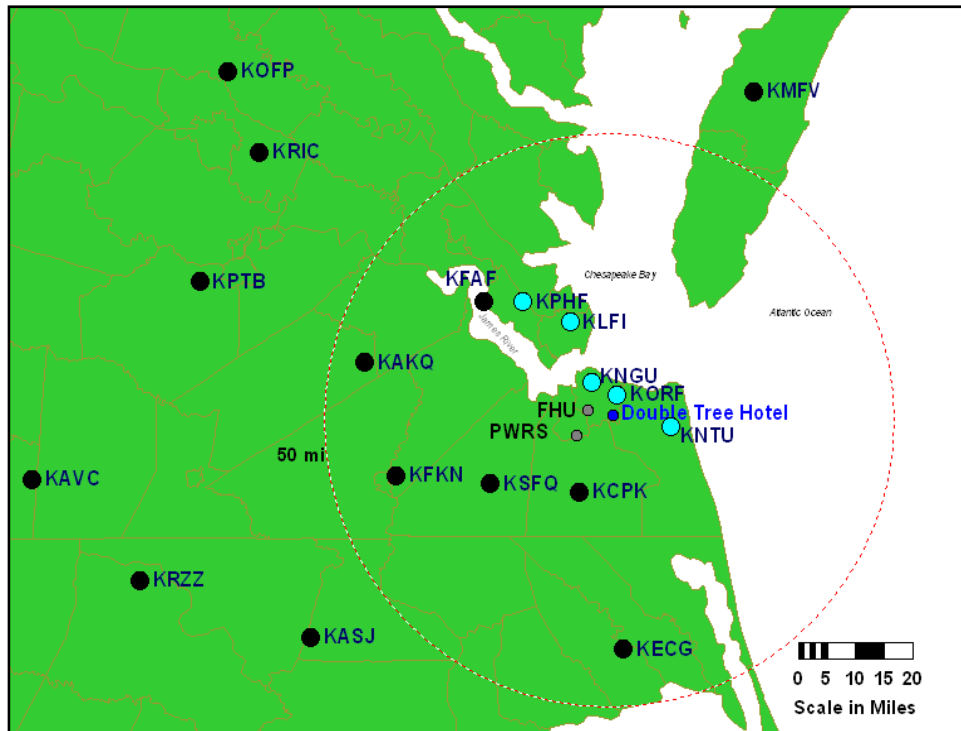 KOFP
KMFV
KRIC
Chesapeake Bay
KFAF
KPTB
KPHF
Atlantic Ocean
James River
KLFI
KAKQ
KNGU
KORF
FHU
Double Tree Hotel
PWRS
KNTU
50 mi
KAVC
KFKN
KSFQ
KCPK
KRZZ
KASJ
KECG
0 5 10 15 20
Scale in Miles